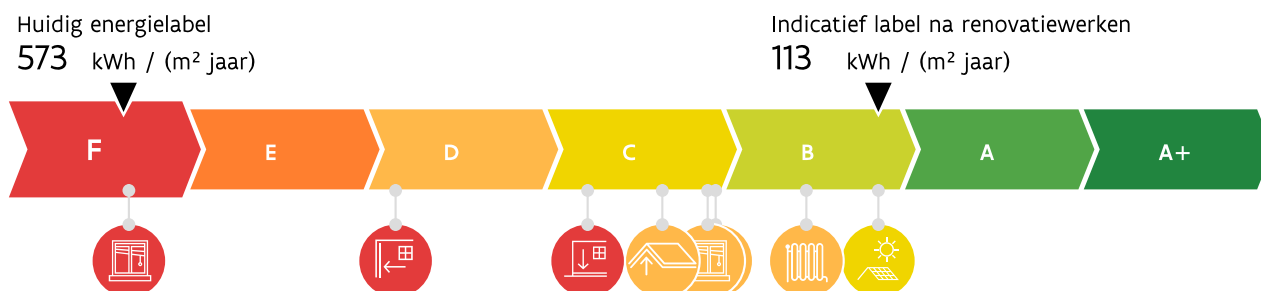 Huidig energielabel
573 kWh / (m² jaar)
Indicatief label na renovatiewerken
113 kWh / (m² jaar)
F E D C B A A+